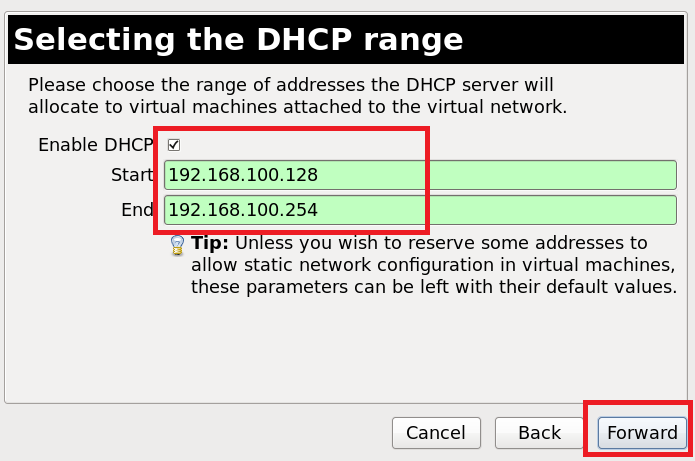 Selecting the DHCP range
Please choose the range of addresses the DHCP server will
allocate to virtual machines attached to the virtual network.
Enable DHCP
Start 192.168.100.128
End 192.168.100.254
Tip: Unless you wish to reserve some addresses to
allow static network configuration in virtual machines,
these parameters can be left with their default values.
Cancel Back Forward